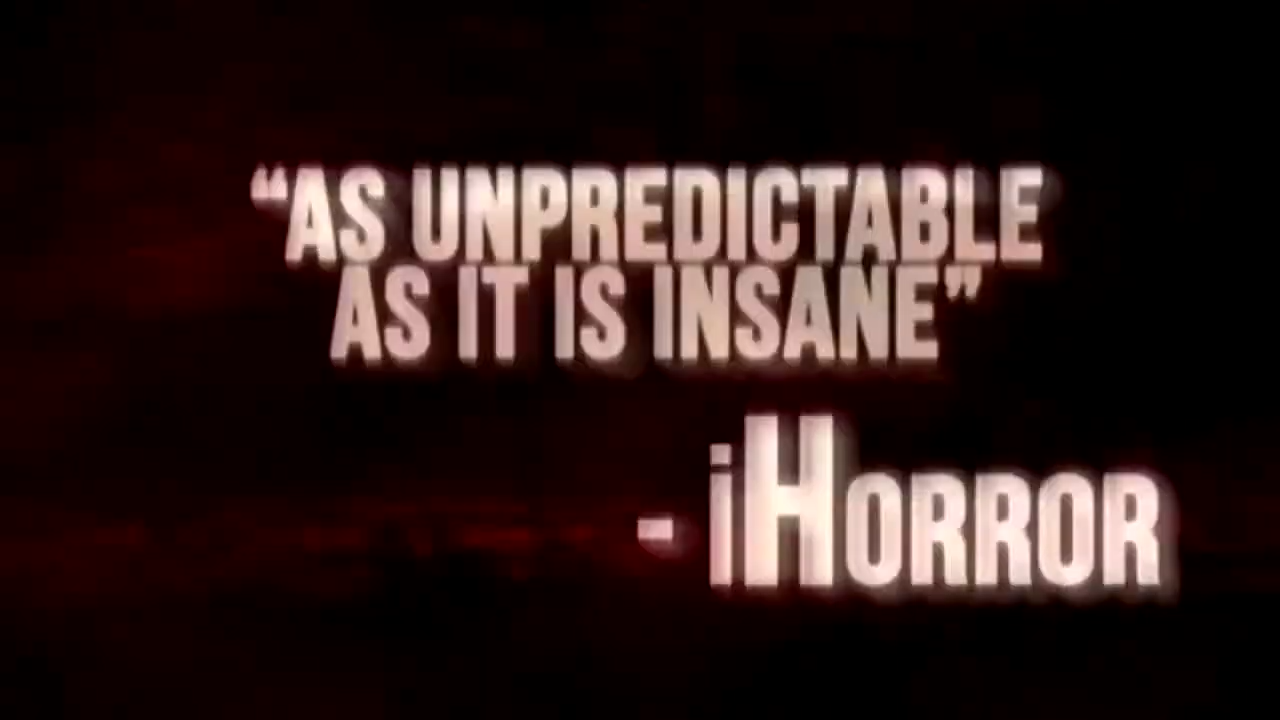 “AS UNPREDICTABLE
AS IT IS INSANE”
- iHORROR